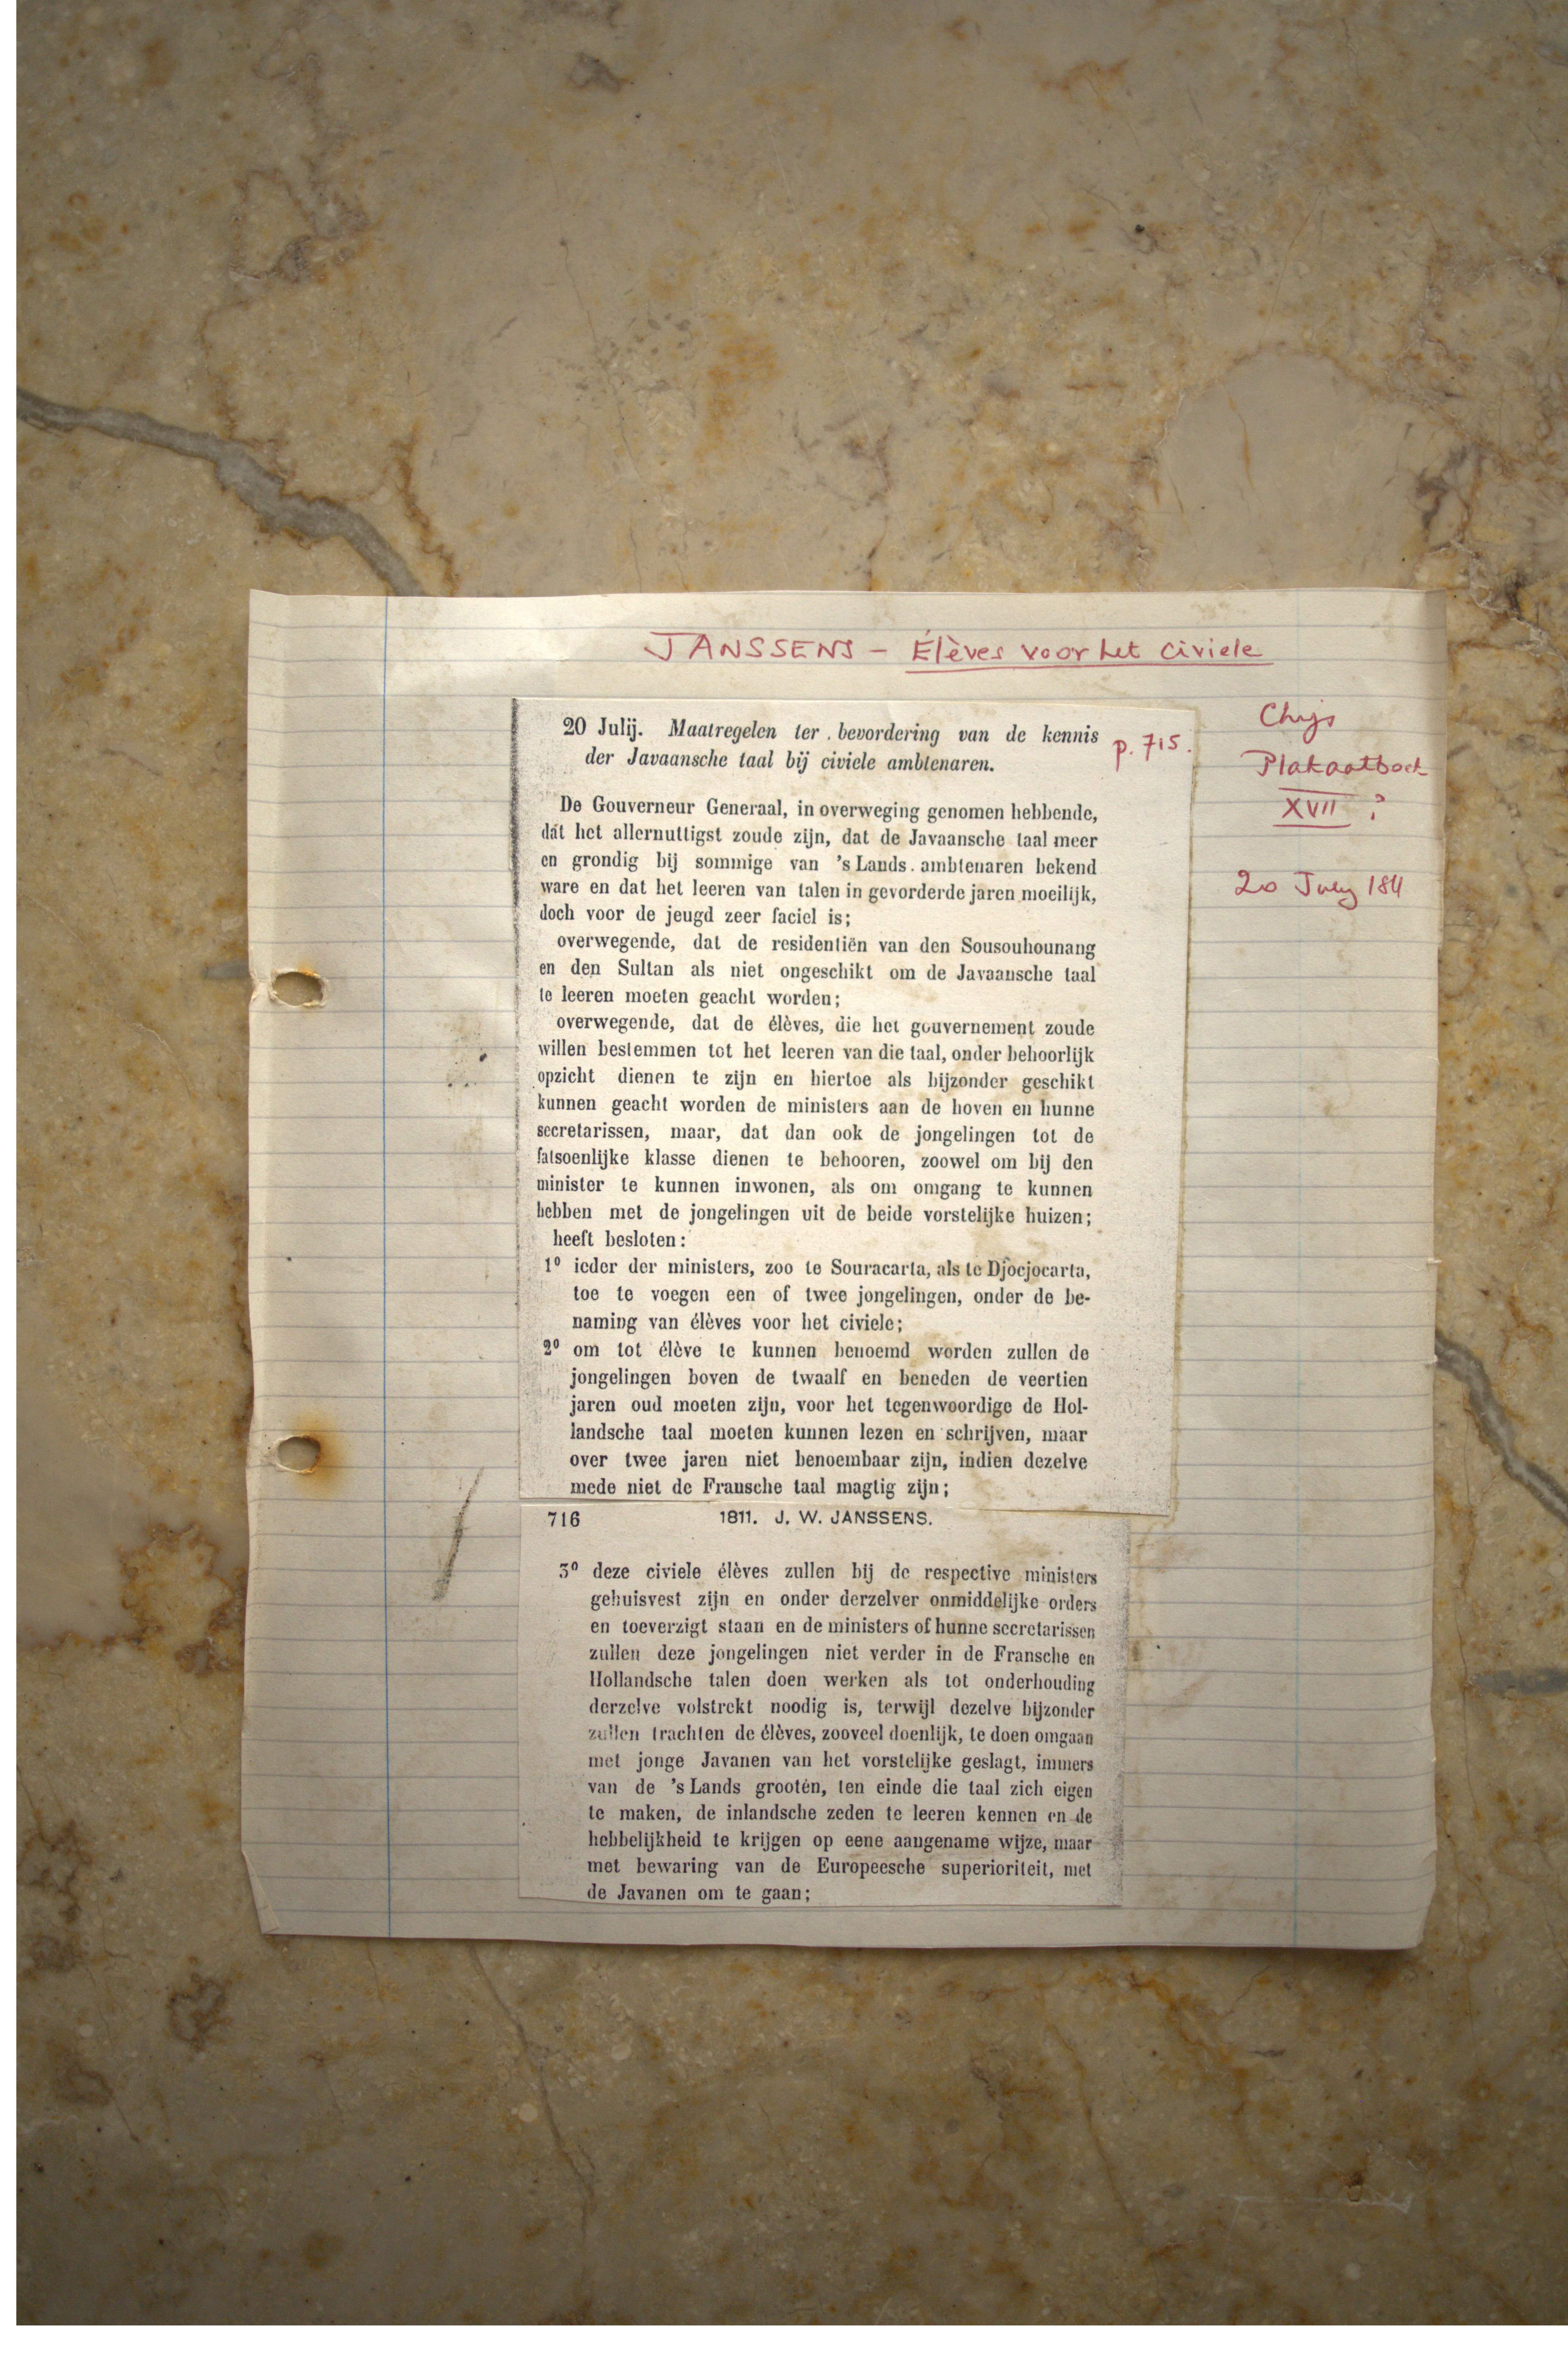 JANSSENS – Élèves voor het civiele
20 Julij. Maatregelen ter bevordering van de kennis
der Javaansche taal bij civiele ambtenaren.
p. 715.
Chijs
Plakaatboek
XVII ?
20 July 1811
De Gouverneur Generaal, in overweging genomen hebbende,
dat het allernuttigst zoude zijn, dat de Javaansche taal meer
en grondig bij sommige van 's Lands ambtenaren bekend
ware en dat het leeren van talen in gevorderde jaren moeilijk,
doch voor de jeugd zeer faciel is;
overwegende, dat de residentiën van den Sousouhounang
en den Sultan als niet ongeschikt om de Javaansche taal
te leeren moeten geacht worden;
overwegende, dat de élèves, die het gouvernement zoude
willen bestemmen tot het leeren van die taal, onder behoorlijk
opzicht dienen te zijn en hiertoe als bijzonder geschikt
kunnen geacht worden de ministers aan de hoven en hunne
secretarissen, maar, dat dan ook de jongelingen tot de
fatsoenlijke klasse dienen te behooren, zoowel om bij den
minister te kunnen inwonen, als om omgang te kunnen
hebben met de jongelingen uit de beide vorstelijke huizen;
heeft besloten:
1⁰ ieder der ministers, zoo te Souracarta, als te Djocjocarta,
toe te voegen een of twee jongelingen, onder de be-
naming van élèves voor het civiele;
2⁰ om tot élève te kunnen benoemd worden zullen de
jongelingen boven de twaalf en beneden de veertien
jaren oud moeten zijn, voor het tegenwoordige de Hol-
landsche taal moeten kunnen lezen en schrijven, maar
over twee jaren niet benoembaar zijn, indien dezelve
mede niet de Fransche taal magtig zijn;
716 1811. J. W. JANSSENS.
3⁰ deze civiele élèves zullen bij de respective ministers
gehuisvest zijn en onder derzelver onmiddelijke orders
en toeverzigt staan en de ministers of hunne secretarissen
zullen deze jongelingen niet verder in de Fransche en
Hollandsche talen doen werken als tot onderhouding
derzelve volstrekt noodig is, terwijl dezelve bijzonder
zullen trachten de élèves, zooveel doenlijk, te doen omgaan
met jonge Javanen van het vorstelijke geslagt, immers
van de 's Lands grooten, ten einde die taal zich eigen
te maken, de inlandsche zeden te leeren kennen en de
hebbelijkheid te krijgen op eene aangename wijze, maar
met bewaring van de Europeesche superioriteit, met
de Javanen om te gaan;